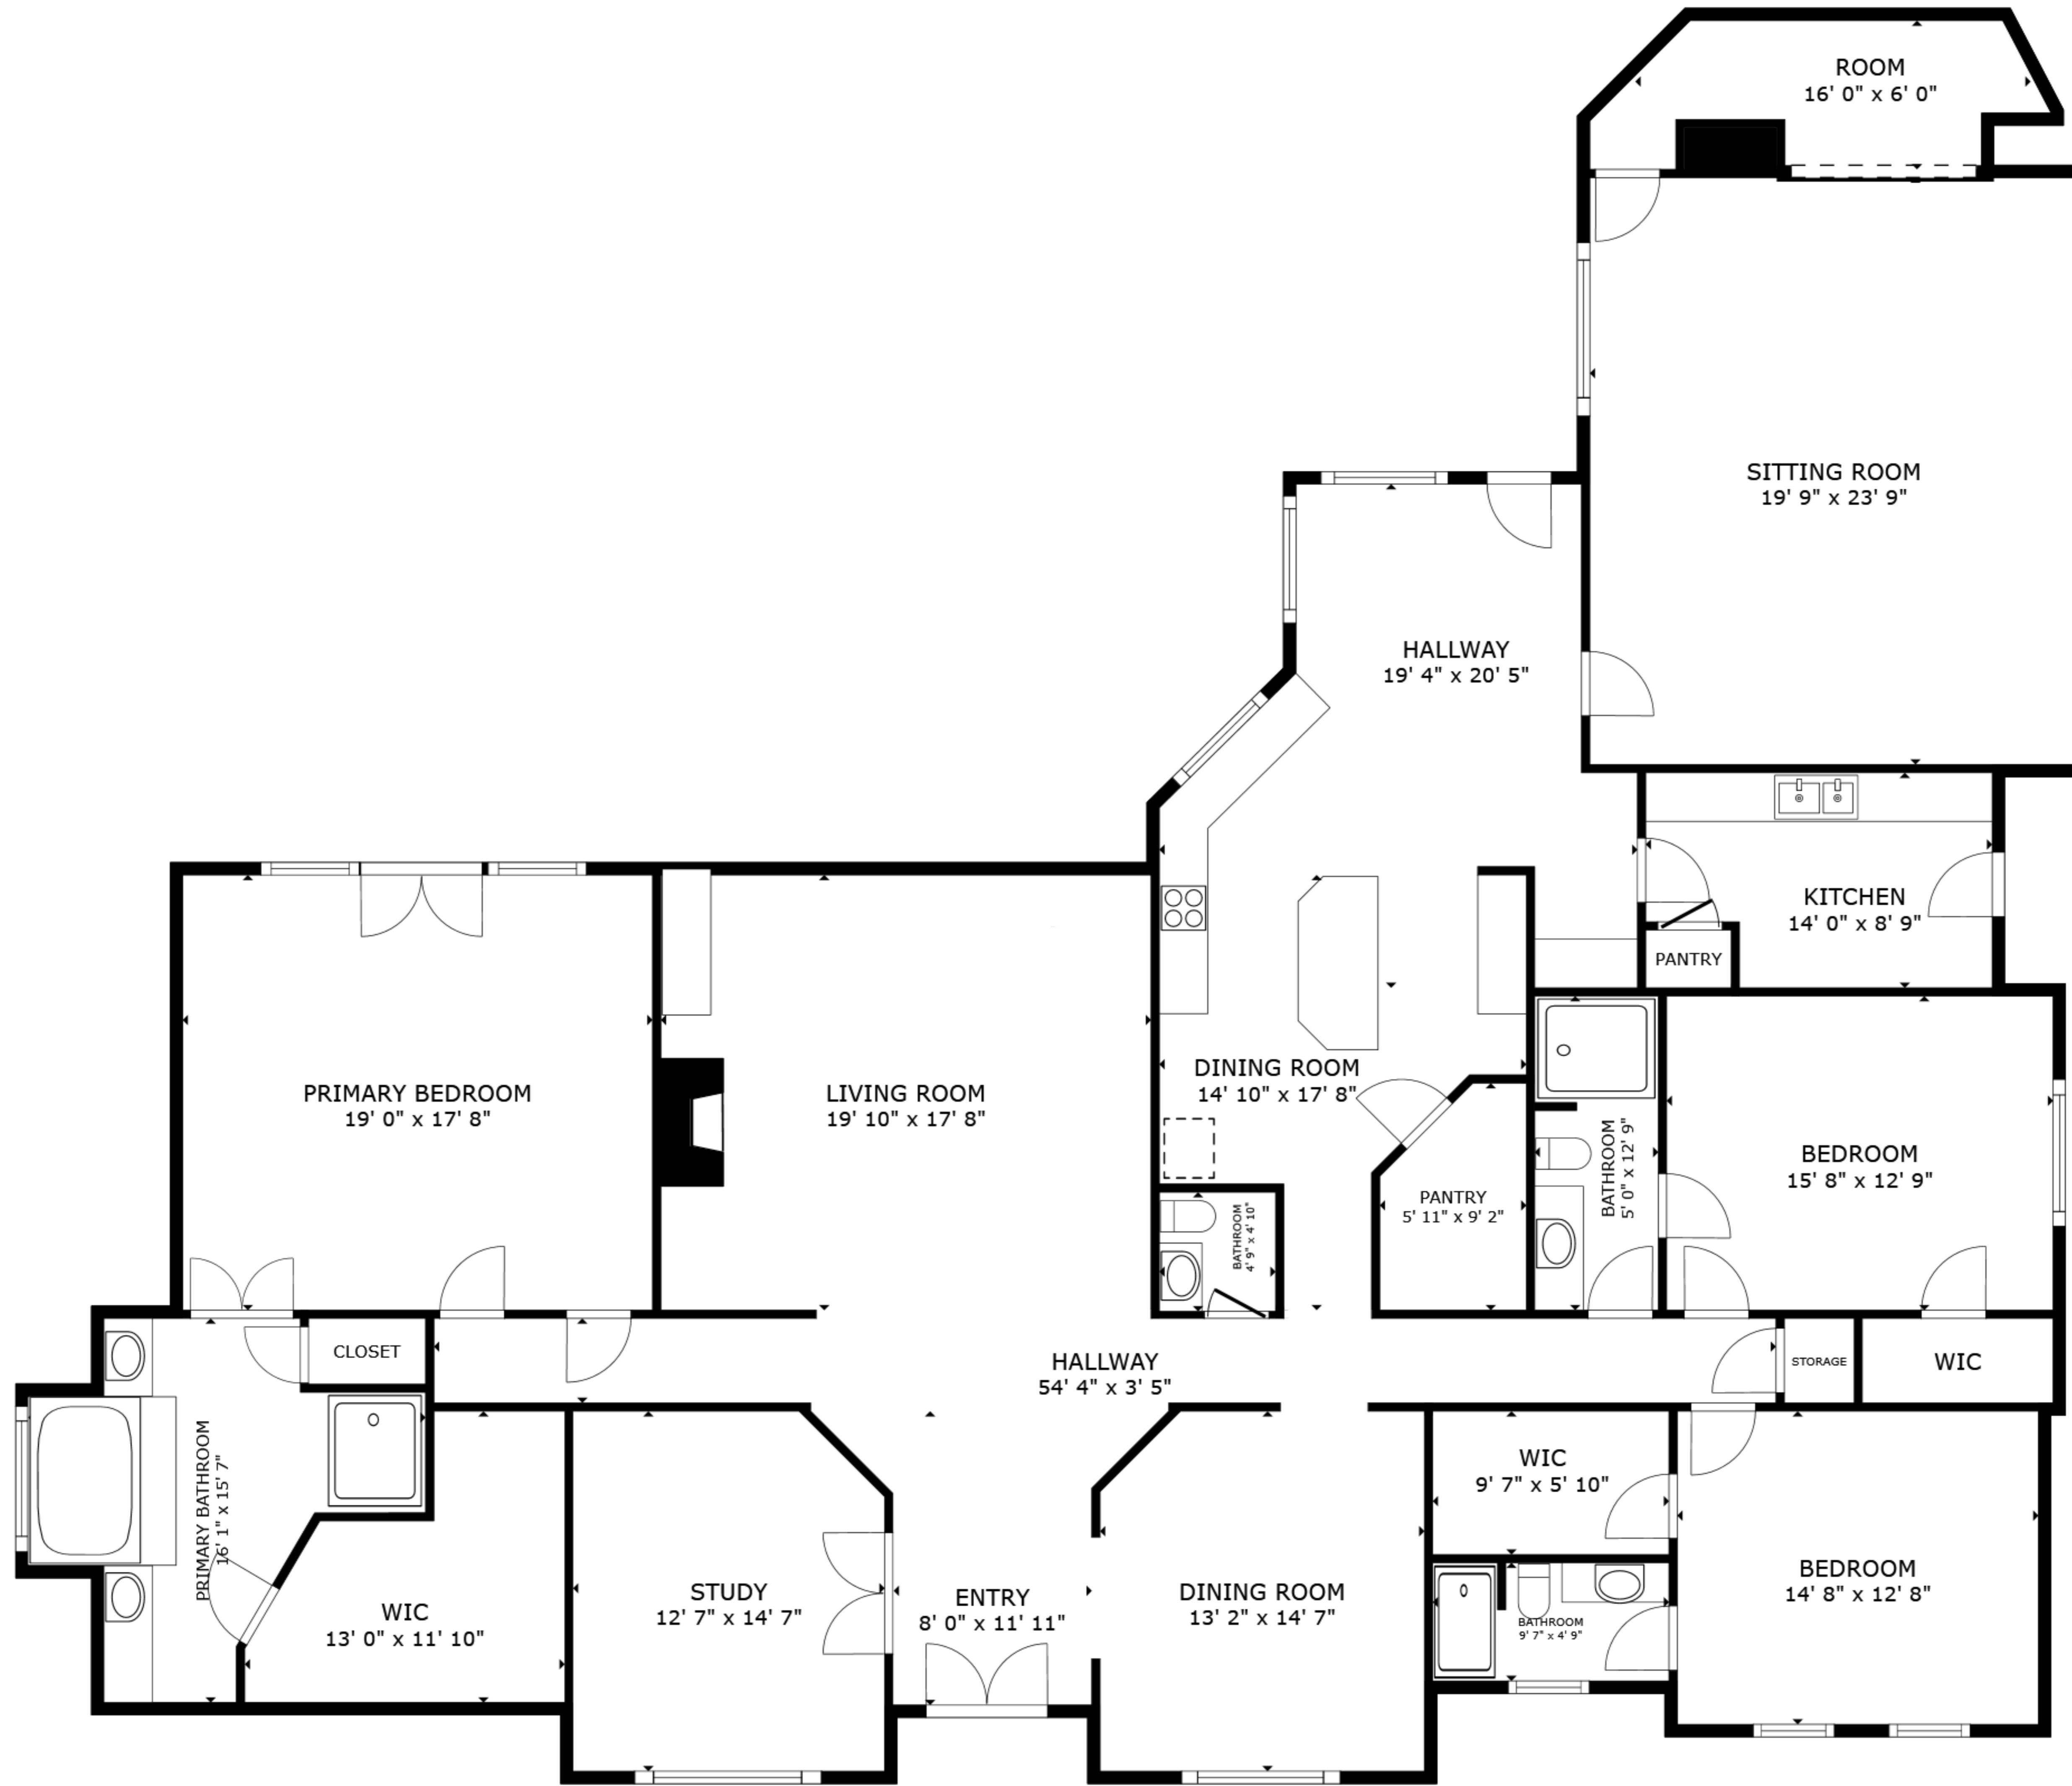 ROOM
16' 0" x 6' 0"
SITTING ROOM
19' 9" x 23' 9"
HALLWAY
19' 4" x 20' 5"
KITCHEN
14' 0" x 8' 9"
PANTRY
PRIMARY BEDROOM
19' 0" x 17' 8"
LIVING ROOM
19' 10" x 17' 8"
DINING ROOM
14' 10" x 17' 8"
PANTRY
5' 11" x 9' 2"
BATHROOM
5' 0" x 12' 9"
BEDROOM
15' 8" x 12' 9"
BATHROOM
4' 9" x 4' 10"
CLOSET
HALLWAY
54' 4" x 3' 5"
STORAGE
WIC
PRIMARY BATHROOM
16' 1" x 15' 7"
WIC
13' 0" x 11' 10"
STUDY
12' 7" x 14' 7"
ENTRY
8' 0" x 11' 11"
DINING ROOM
13' 2" x 14' 7"
WIC
9' 7" x 5' 10"
BATHROOM
9' 7" x 4' 9"
BEDROOM
14' 8" x 12' 8"